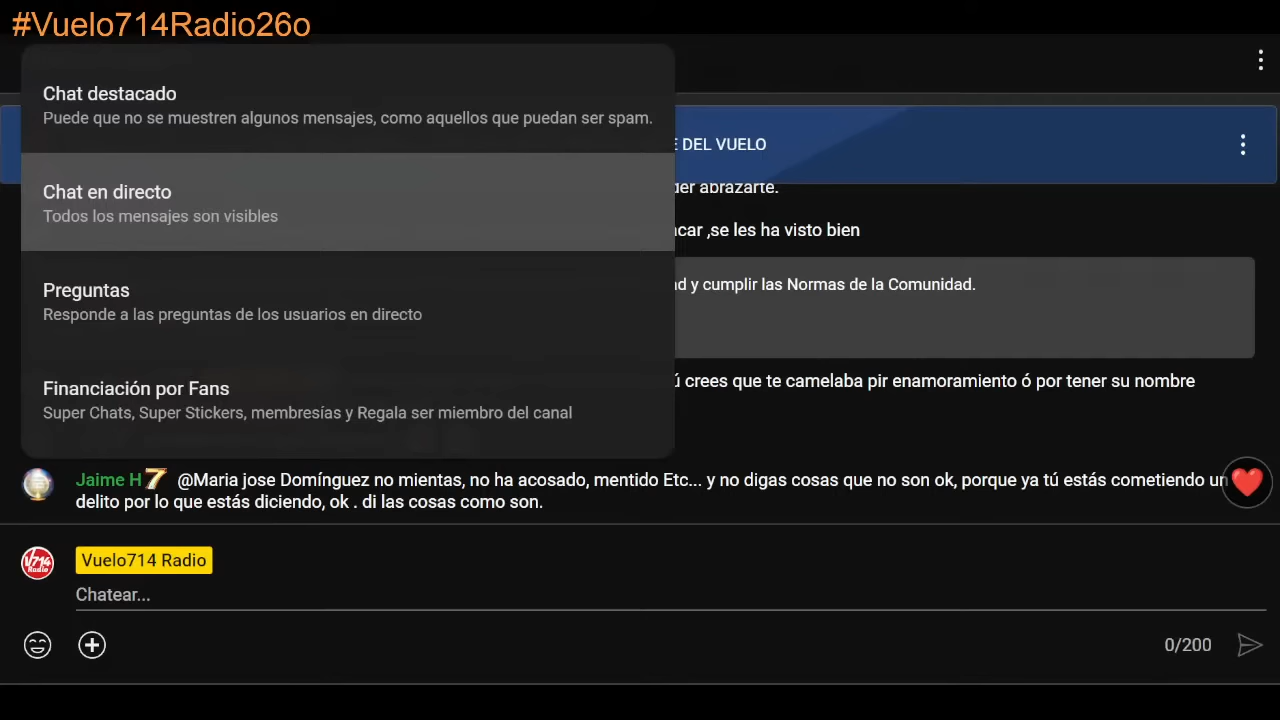 #Vuelo714Radio26o
Chat destacado
Puede que no se muestren algunos mensajes, como aquellos que puedan ser spam.
DEL VUELO
Chat en directo
Todos los mensajes son visibles
abrazarte.
,se les ha visto bien
Preguntas
Responde a las preguntas de los usuarios en directo
y cumplir las Normas de la Comunidad.
Financiación por Fans
Super Chats, Super Stickers, membresías y Regala ser miembro del canal
crees que te camelaba pir enamoramiento ó por tener su nombre
Jaime H7 @Maria jose Domínguez no mientas, no ha acosado, mentido Etc... y no digas cosas que no son ok, porque ya tú estás cometiendo un
delito por lo que estás diciendo, ok . di las cosas como son.
V714
Radio
Vuelo714 Radio
Chatear...
0/200